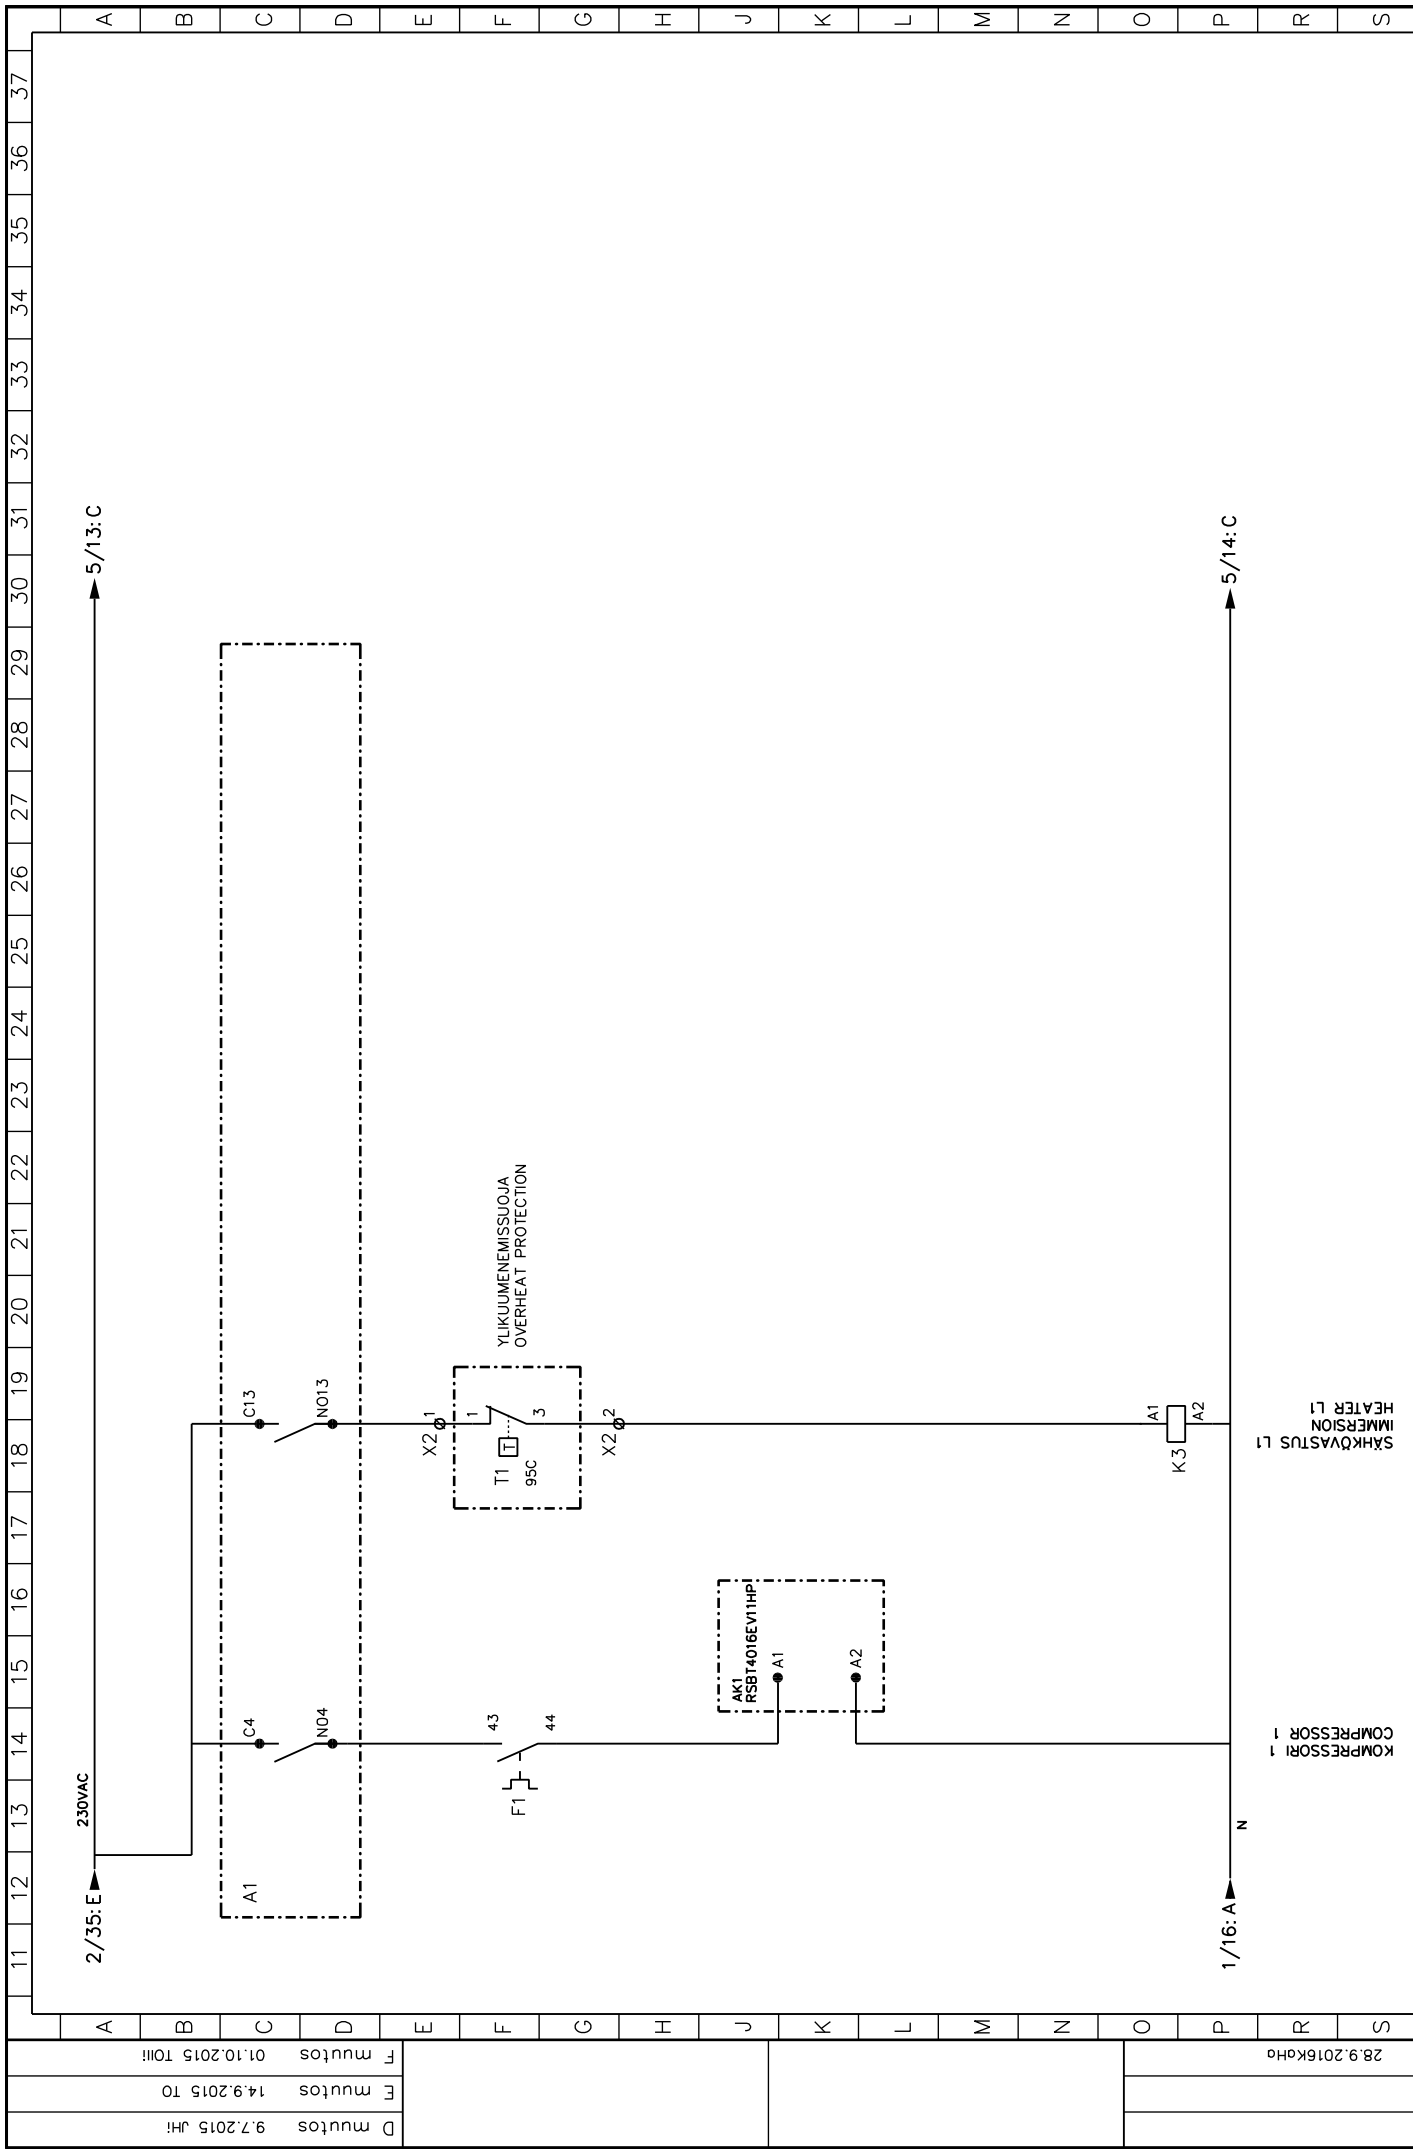 11 12 13 14 15 16 17 18 19 20 21 22 23 24 25 26 27 28 29 30 31 32 33 34 35 36 37
A
B
C
D
E
F
G
H
J
K
L
M
N
O
P
R
S
A
B
C
D
E
F
G
H
J
K
L
M
N
O
P
R
S
2/35:E
230VAC
5/13:C
A1
C4
NO4
C13
NO13
X2 1
F1
43
44
T1
T
95C
1
3
YLIKUUMENEMISSUOJA
OVERHEAT PROTECTION
X2 2
AK1
RSBT4016EV11HP
A1
A2
K3
A1
A2
1/16:A
N
5/14:C
KOMPRESSORI 1
COMPRESSOR 1
SÄHKÖVASTUS L1
IMMERSION
HEATER L1
D muutos 9.7.2015 JHi
E muutos 14.9.2015 TO
F muutos 01.10.2015 TOlli
28.9.2016KaHa